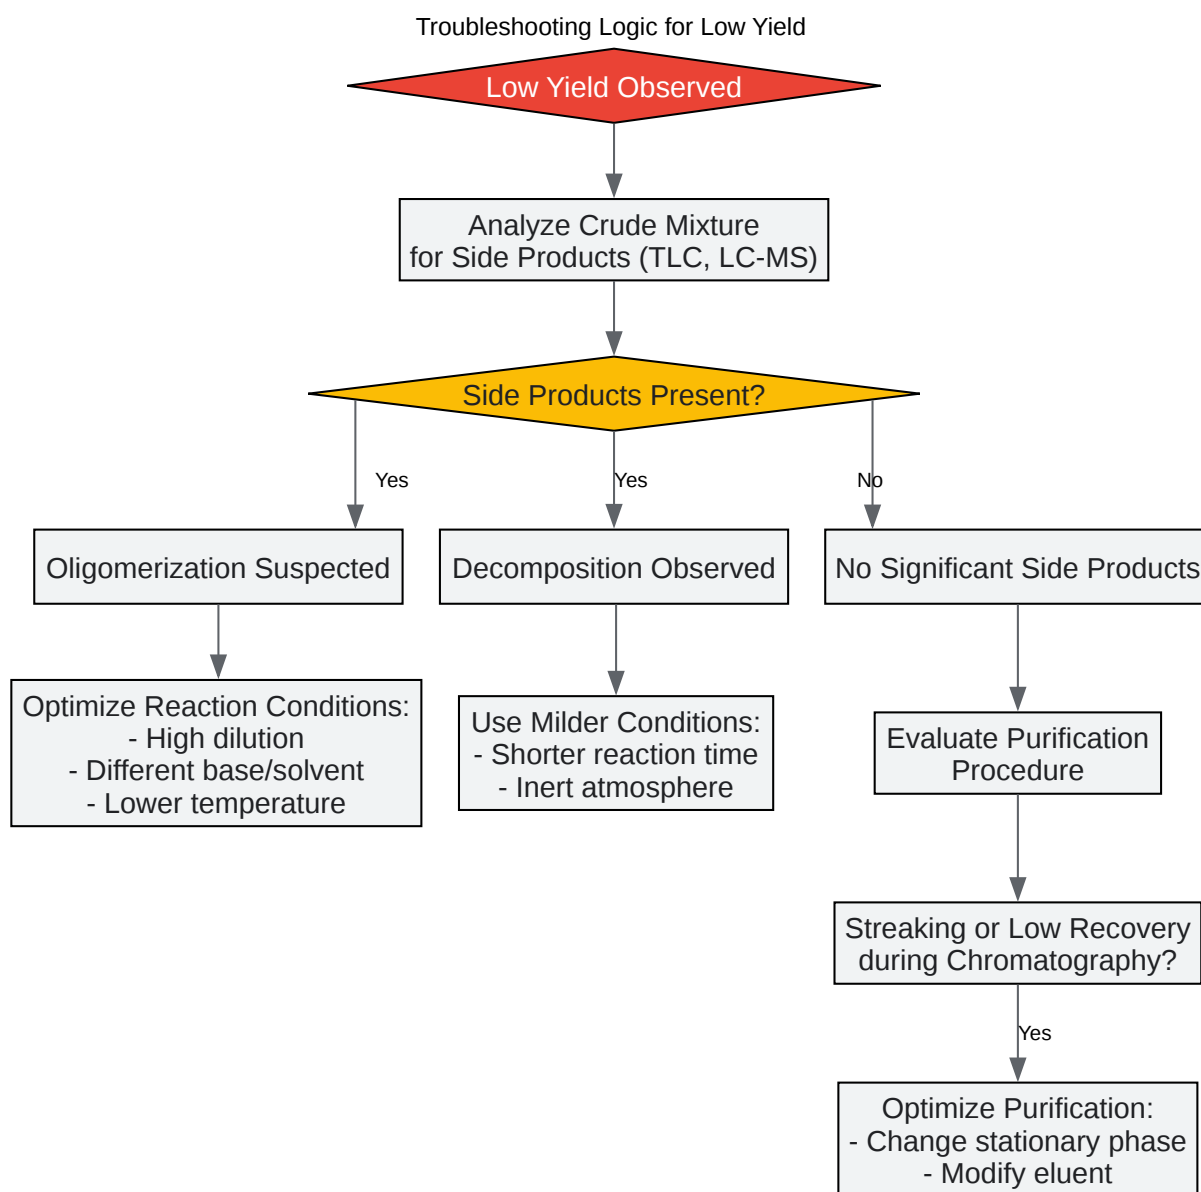 Troubleshooting Logic for Low Yield
Low Yield Observed
Analyze Crude Mixture
for Side Products (TLC, LC-MS)
Side Products Present?
Yes
Yes
No
Oligomerization Suspected
Decomposition Observed
No Significant Side Products
Optimize Reaction Conditions:
- High dilution
- Different base/solvent
- Lower temperature
Use Milder Conditions:
- Shorter reaction time
- Inert atmosphere
Evaluate Purification
Procedure
Streaking or Low Recovery
during Chromatography?
Yes
Optimize Purification:
- Change stationary phase
- Modify eluent